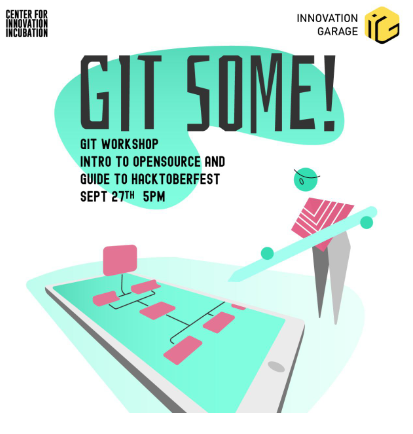 CENTER FOR
INNOVATION
INCUBATION
INNOVATION
GARAGE
iG
GIT SOME!
GIT WORKSHOP
INTRO TO OPENSOURCE AND
GUIDE TO HACKTOBERFEST
SEPT 27TH 5PM